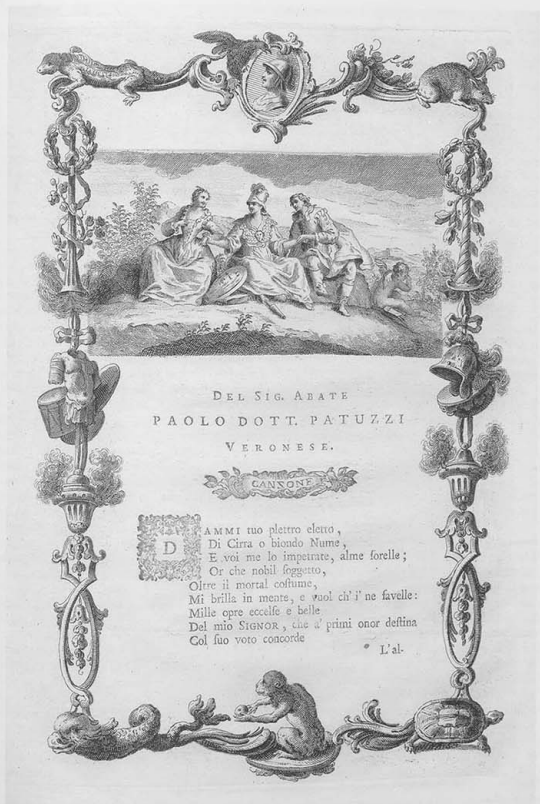 DEL SIG. ABATE
PAOLO DOTT. PATUZZI
VERONESE.
CANZONE
DAMMI tuo plettro eletto,
Di Cirra o biondo Nume,
E voi me lo impetrate, alme sorelle;
Or che nobil soggetto,
Oltre il mortal costume,
Mi brilla in mente, e vuol ch' i' ne favelle:
Mille opre eccelse e belle
Del mio SIGNOR, che a' primi onor destina
Col suo voto concorde
L'al-